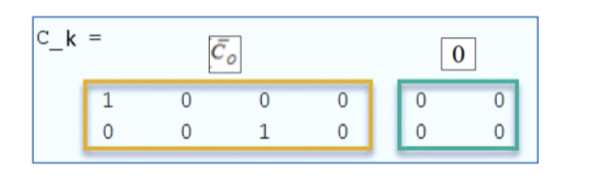 C_k =
C̄ₒ 0
1 0 0 0 0 0
0 0 1 0 0 0